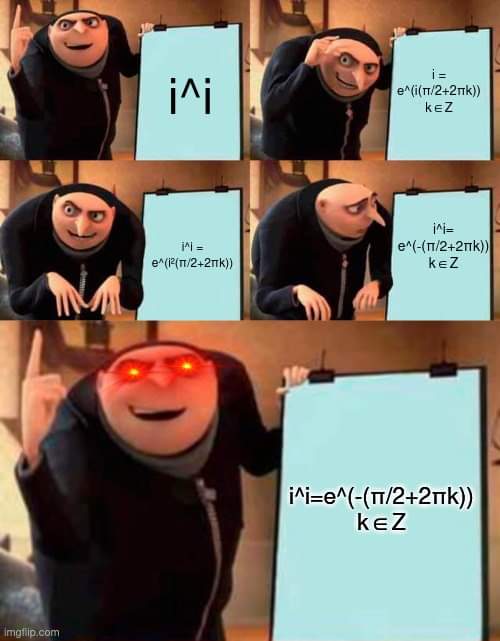 i^i
i =
e^(i(π/2+2πk))
k∈Z
i^i =
e^(i²(π/2+2πk))
i^i=
e^(-(π/2+2πk))
k∈Z
i^i=e^(-(π/2+2πk))
k∈Z
imgflip.com